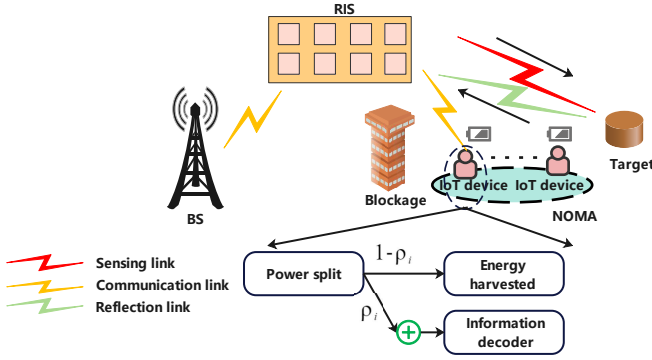 RIS
BS
Blockage
Target
IoT device IoT device
NOMA
Sensing link
Communication link
Reflection link
Power split
1-ρi
Energy
harvested
ρi
Information
decoder